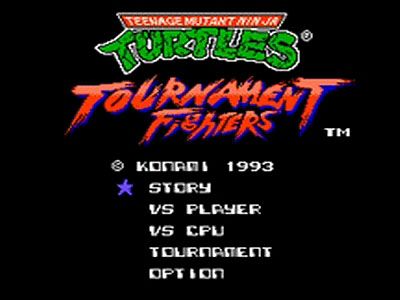 TEENAGE MUTANT NINJA
TURTLES®
TOURNAMENT
FIGHTERS
TM
© KONAMI 1993
STORY
VS PLAYER
VS CPU
TOURNAMENT
OPTION